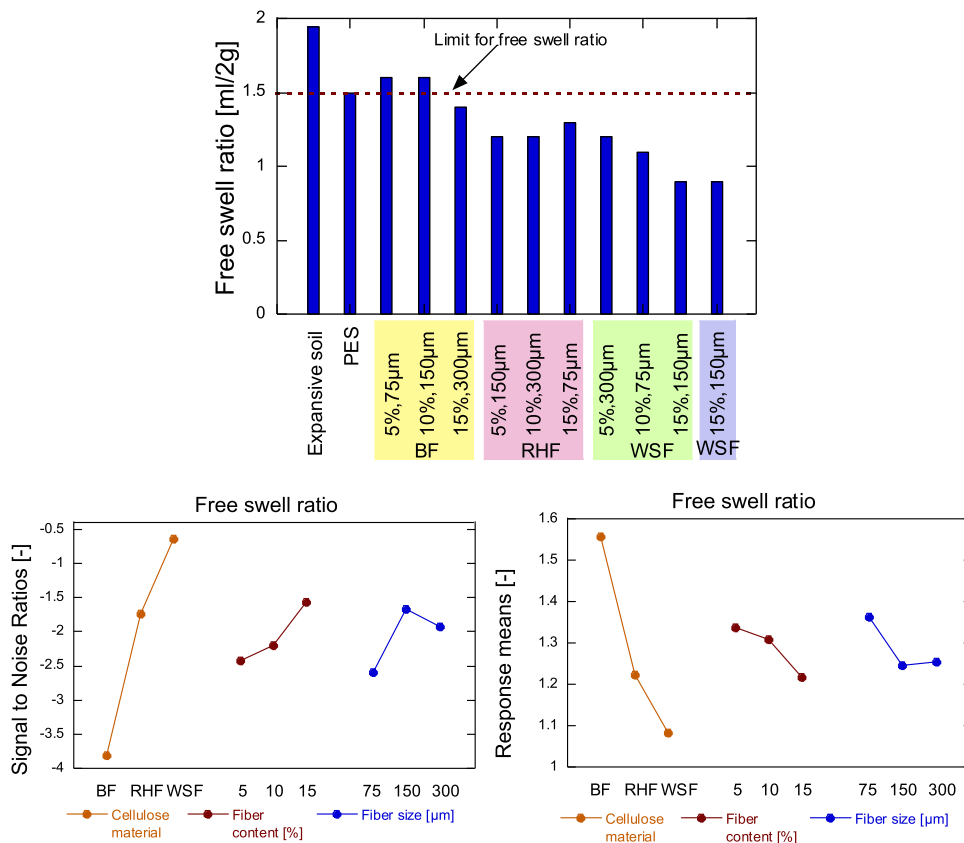 2
Limit for free swell ratio
1.5
1
0.5
0
Free swell ratio [ml/2g]
Expansive soil
PES
5%,75µm
10%,150µm
15%,300µm
5%,150µm
10%,300µm
15%,75µm
5%,300µm
10%,75µm
15%,150µm
15%,150µm
BF
RHF
WSF
WSF
Free swell ratio
-0.5
-1
-1.5
-2
-2.5
-3
-3.5
-4
Signal to Noise Ratios [-]
BF RHF WSF 5 10 15 75 150 300
Cellulose material
Fiber content [%]
Fiber size [µm]
Free swell ratio
1.6
1.5
1.4
1.3
1.2
1.1
1
Response means [-]
BF RHF WSF 5 10 15 75 150 300
Cellulose material
Fiber content [%]
Fiber size [µm]